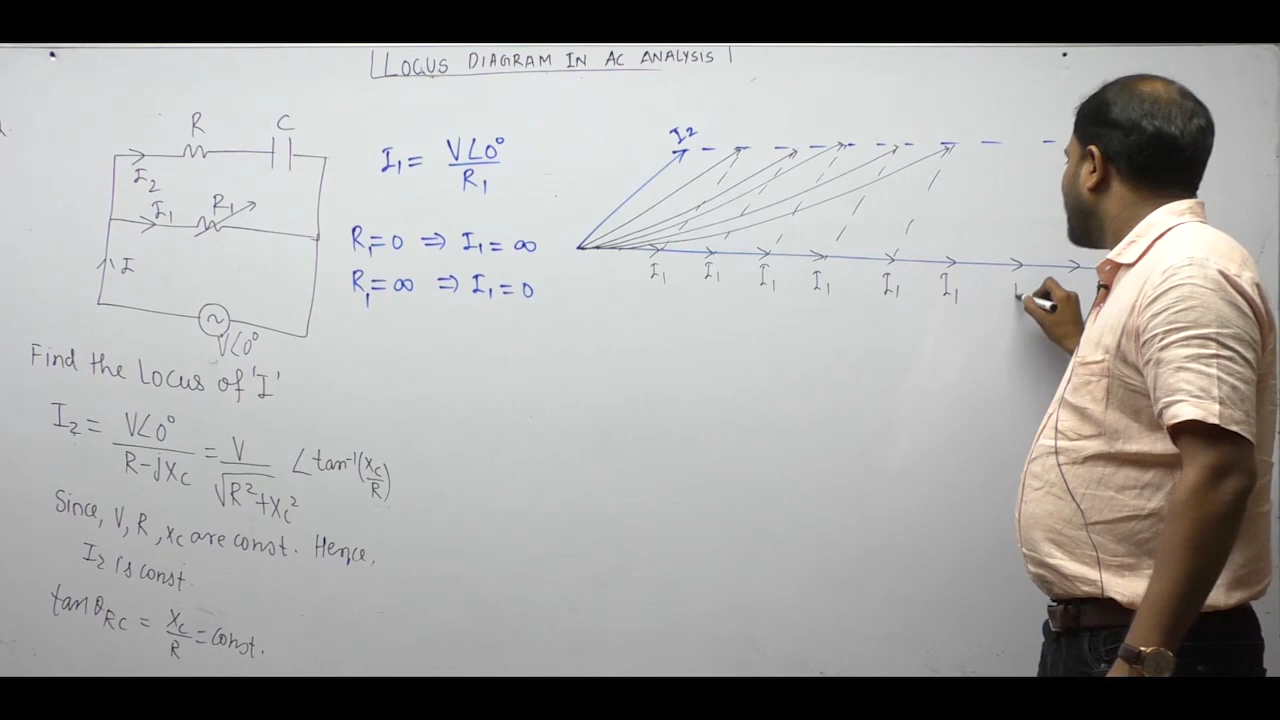 LOCUS DIAGRAM IN AC ANALYSIS
R C
I₂
I₁ R₁
I
V∠0°
Find the Locus of 'I'
I₂ = V∠0° / R-jXc = V / √R²+Xc² ∠tan⁻¹(Xc/R)
Since, V, R, Xc are const. Hence,
I₂ is const.
tanθRC = Xc/R = const.
I₁ = V∠0° / R₁
R₁=0 ⇒ I₁ = ∞
R₁=∞ ⇒ I₁ = 0
I₂
I₁ I₁ I₁ I₁ I₁ I₁